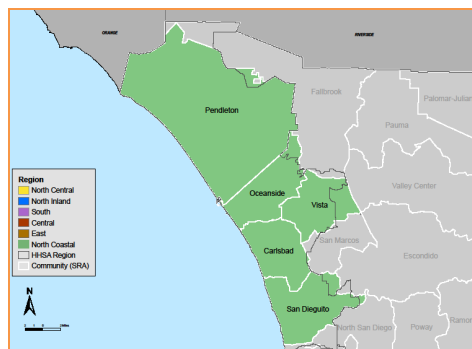 ORANGE
RIVERSIDE
Pendleton
Fallbrook
Palomar-Julian
Pauma
Oceanside
Vista
Valley Center
San Marcos
Carlsbad
Escondido
San Dieguito
North San Diego
Poway
Ramon
Region
North Central
North Inland
South
Central
East
North Coastal
HHSA Region
Community (SRA)
N